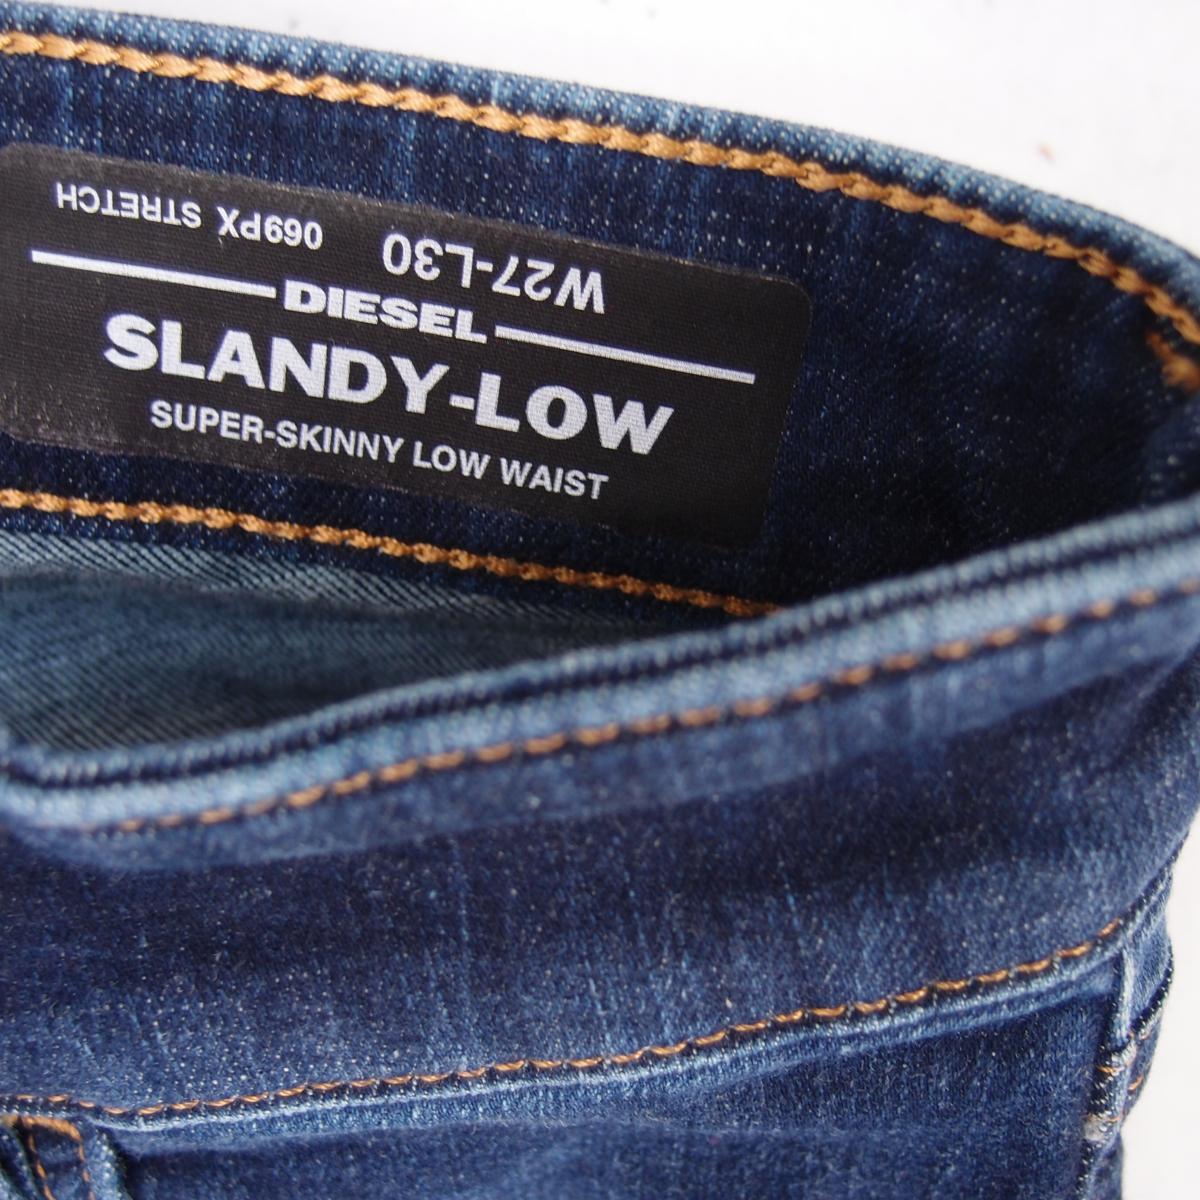 DIESEL
SLANDY-LOW
SUPER-SKINNY LOW WAIST
W27-L30 069PX STRETCH